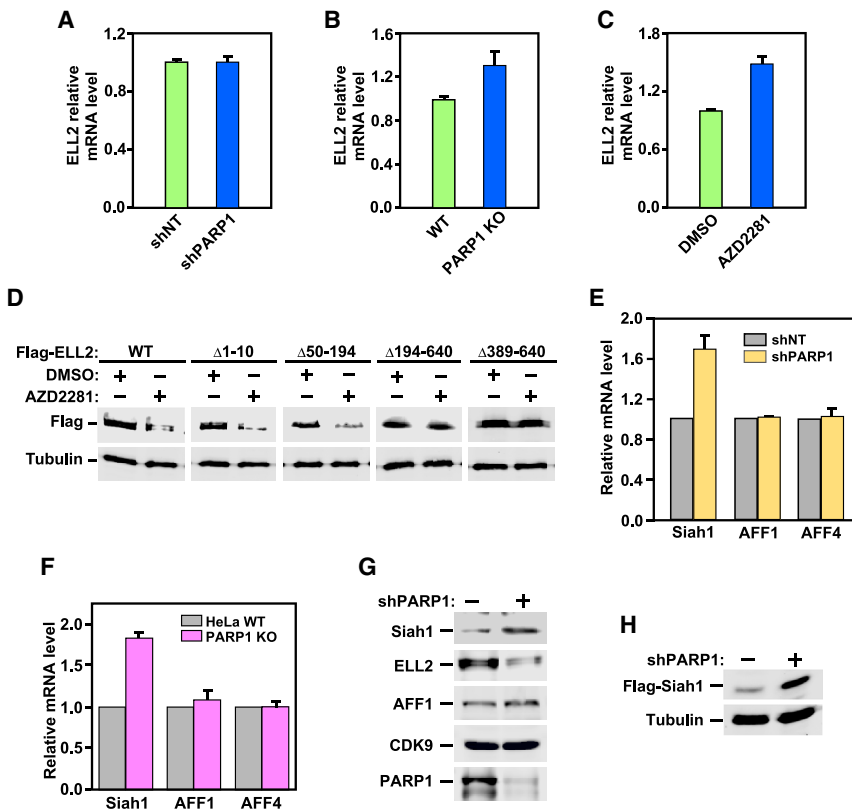 A
ELL2 relative
mRNA level
1.2
0.8
0.4
0.0
shNT
shPARP1
B
ELL2 relative
mRNA level
1.6
1.2
0.8
0.4
0.0
WT
PARP1 KO
C
ELL2 relative
mRNA level
1.8
1.2
0.6
0.0
DMSO
AZD2281
D
Flag-ELL2: WT Δ1-10 Δ50-194 Δ194-640 Δ389-640
DMSO: + − + − + − + − + −
AZD2281: − + − + − + − + − +
Flag
Tubulin
E
Relative mRNA level
2.0
1.6
1.2
0.8
0.4
0.0
shNT
shPARP1
Siah1 AFF1 AFF4
F
Relative mRNA level
2.0
1.5
1.0
0.5
0.0
HeLa WT
PARP1 KO
Siah1 AFF1 AFF4
G
shPARP1: − +
Siah1
ELL2
AFF1
CDK9
PARP1
H
shPARP1: − +
Flag-Siah1
Tubulin